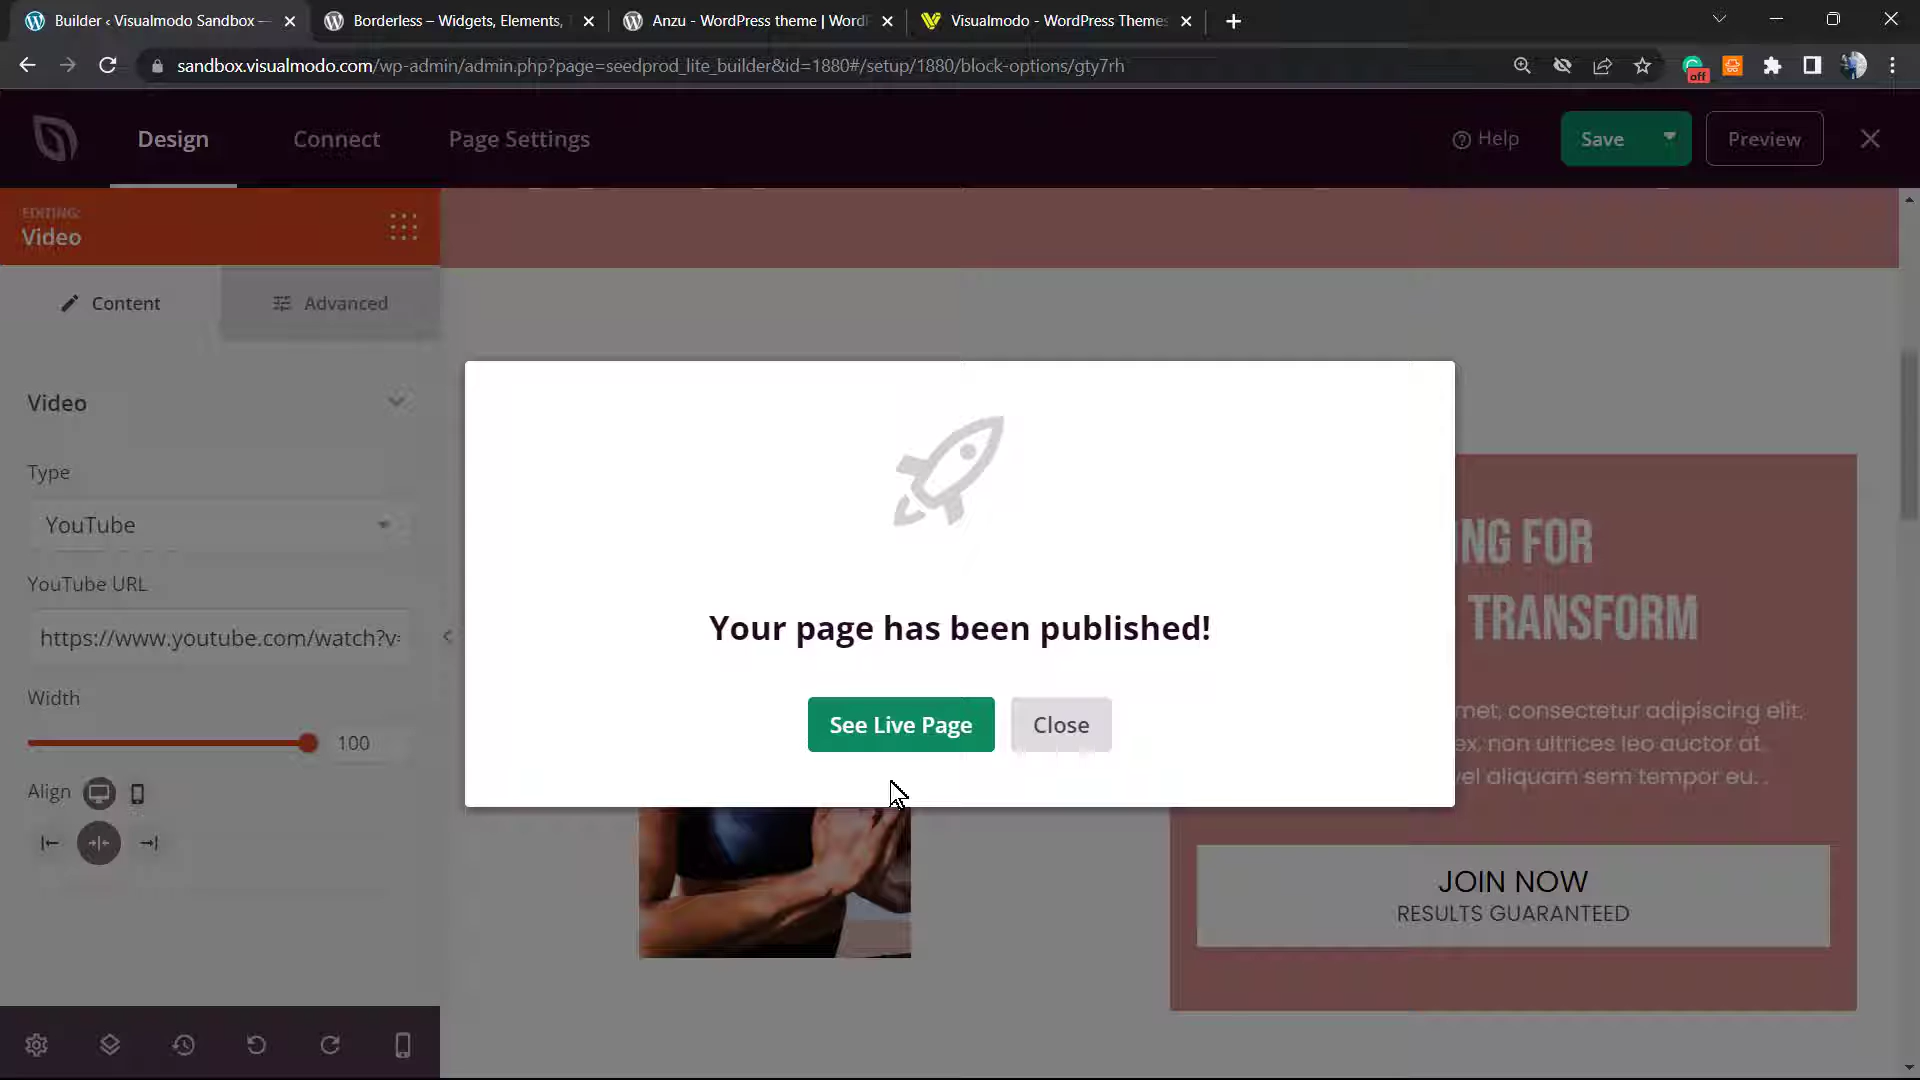 Builder ‹ Visualmodo Sandbox —
Borderless – Widgets, Elements,
Anzu - WordPress theme | Word
Visualmodo - WordPress Themes
sandbox.visualmodo.com/wp-admin/admin.php?page=seedprod_lite_builder&id=1880#/setup/1880/block-options/gty7rh
off
Design
Connect
Page Settings
Help
Save
Preview
EDITING:
Video
Content
Advanced
Video
Type
YouTube
YouTube URL
https://www.youtube.com/watch?v=
Width
100
Align
Your page has been published!
See Live Page
Close
NG FOR
TRANSFORM
met, consectetur adipiscing elit.
ex, non ultrices leo auctor at.
vel aliquam sem tempor eu..
JOIN NOW
RESULTS GUARANTEED